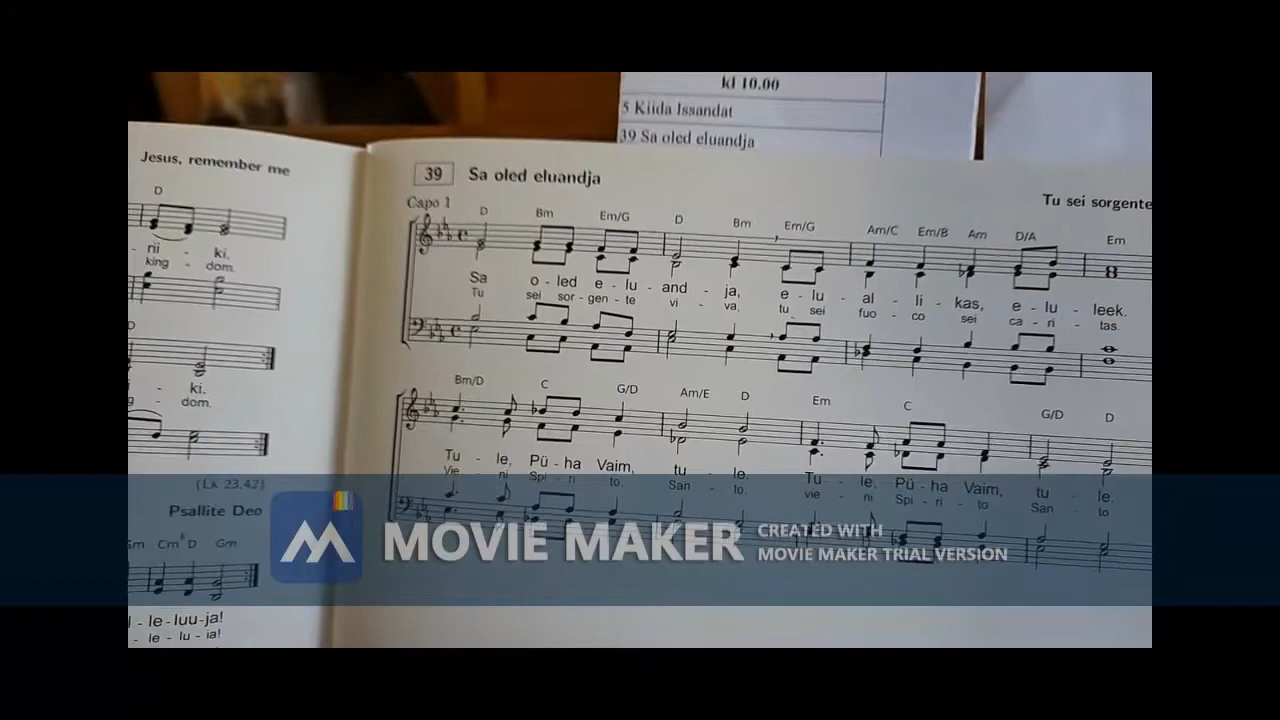 kl 10.00
5 Kiida Issandat
39 Sa oled eluandja
Jesus, remember me
D
rii - ki.
king - dom.
D
- ki.
- dom.
(Lk 23,42)
Psallite Deo
Gm Cm⁶ D Gm
- le - luu - ja!
- le - lu - ia!
39 Sa oled eluandja
Tu sei sorgente
Capo 1
D Bm Em/G D Bm Em/G Am/C Em/B Am D/A Em
Sa o - led e - lu - and - ja, e - lu - al - li - kas, e - lu - leek.
Tu sei sor - gen - te vi - va, tu sei fuo - co sei ca - ri - tas.
Bm/D C G/D Am/E D Em C G/D D
Tu - le, Pü - ha Vaim, tu - le. Tu - le, Pü - ha Vaim, tu - le.
Vie - ni Spi - ri - to San - to, vie - ni Spi - ri - to San - to
MOVIE MAKER
CREATED WITH
MOVIE MAKER TRIAL VERSION